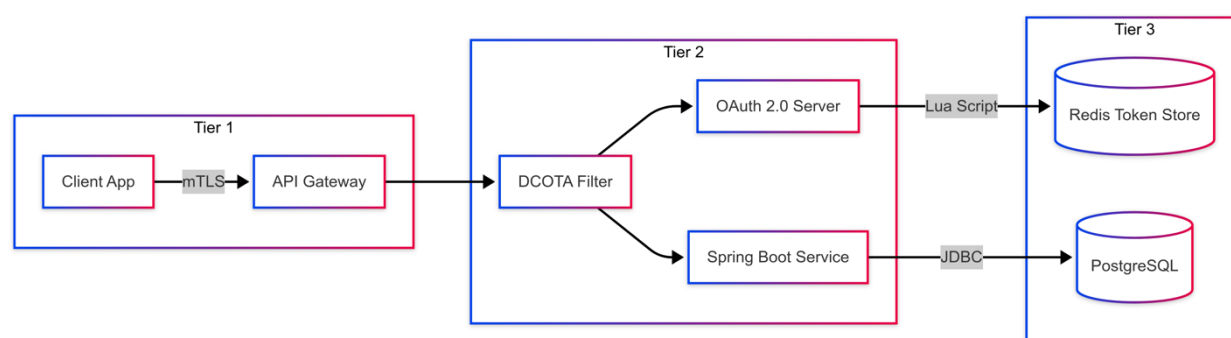 Tier 1
Client App
mTLS
API Gateway
Tier 2
DCOTA Filter
OAuth 2.0 Server
Spring Boot Service
Lua Script
JDBC
Tier 3
Redis Token Store
PostgreSQL